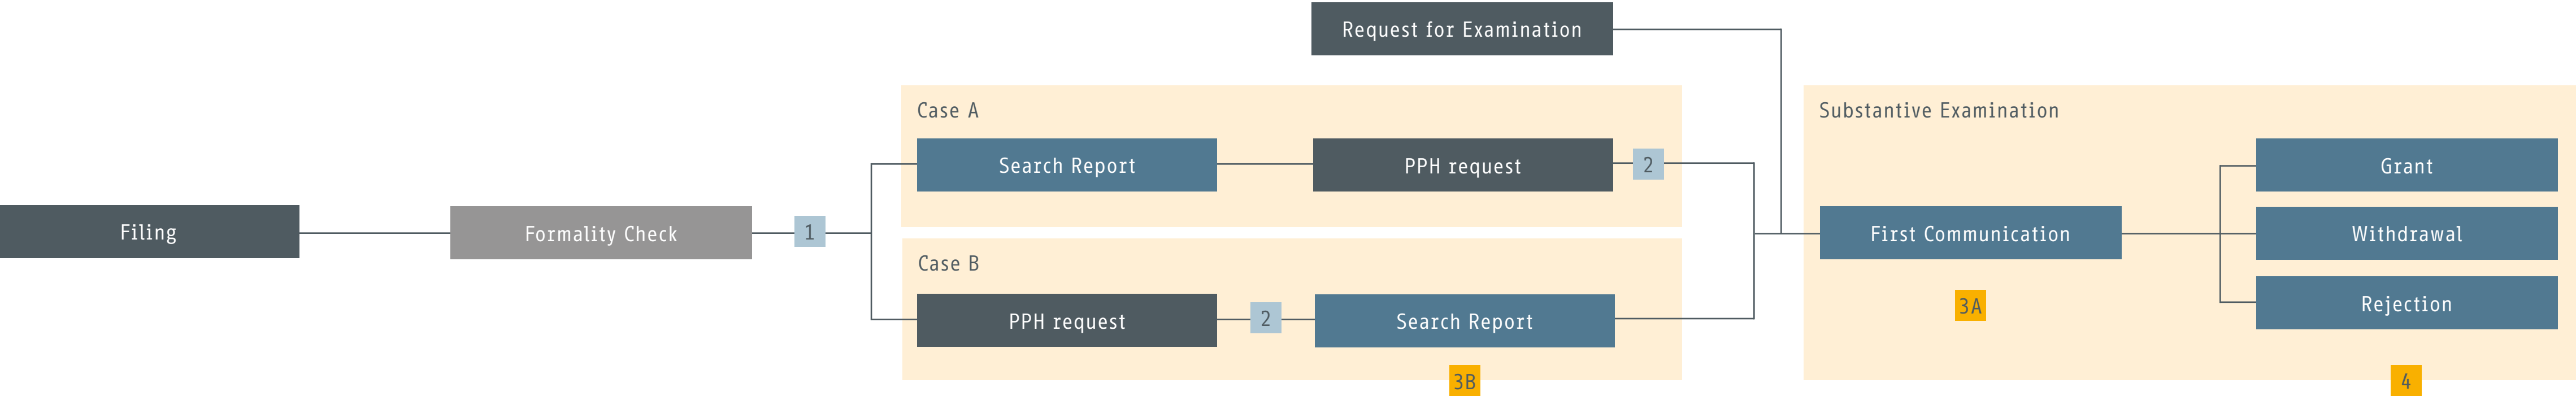 Request for Examination
Case A
Search Report
PPH request
2
Filing
Formality Check
1
Case B
PPH request
2
Search Report
3B
Substantive Examination
First Communication
3A
Grant
Withdrawal
Rejection
4